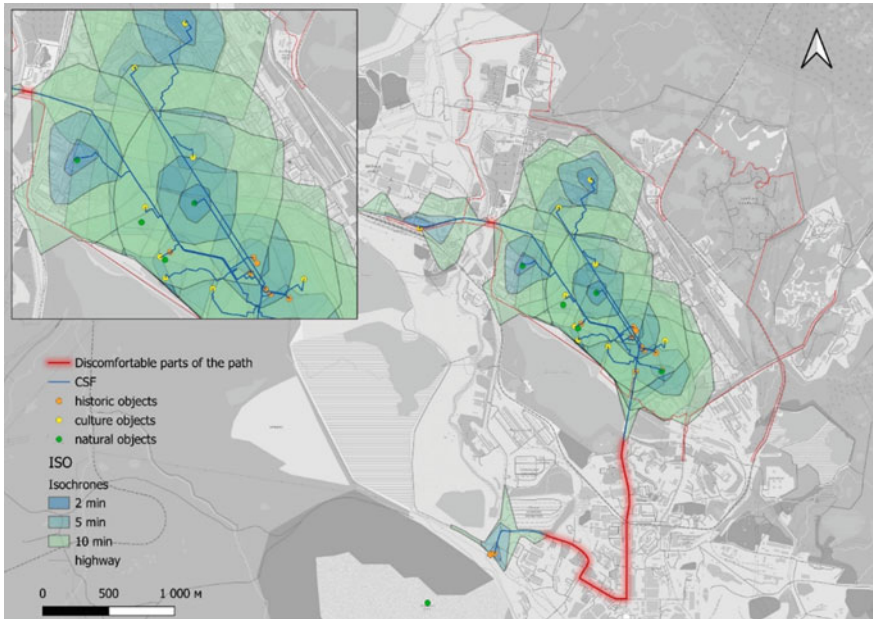 Discomfortable parts of the path
CSF
historic objects
culture objects
natural objects
ISO
Isochrones
2 min
5 min
10 min
highway
0 500 1 000 м